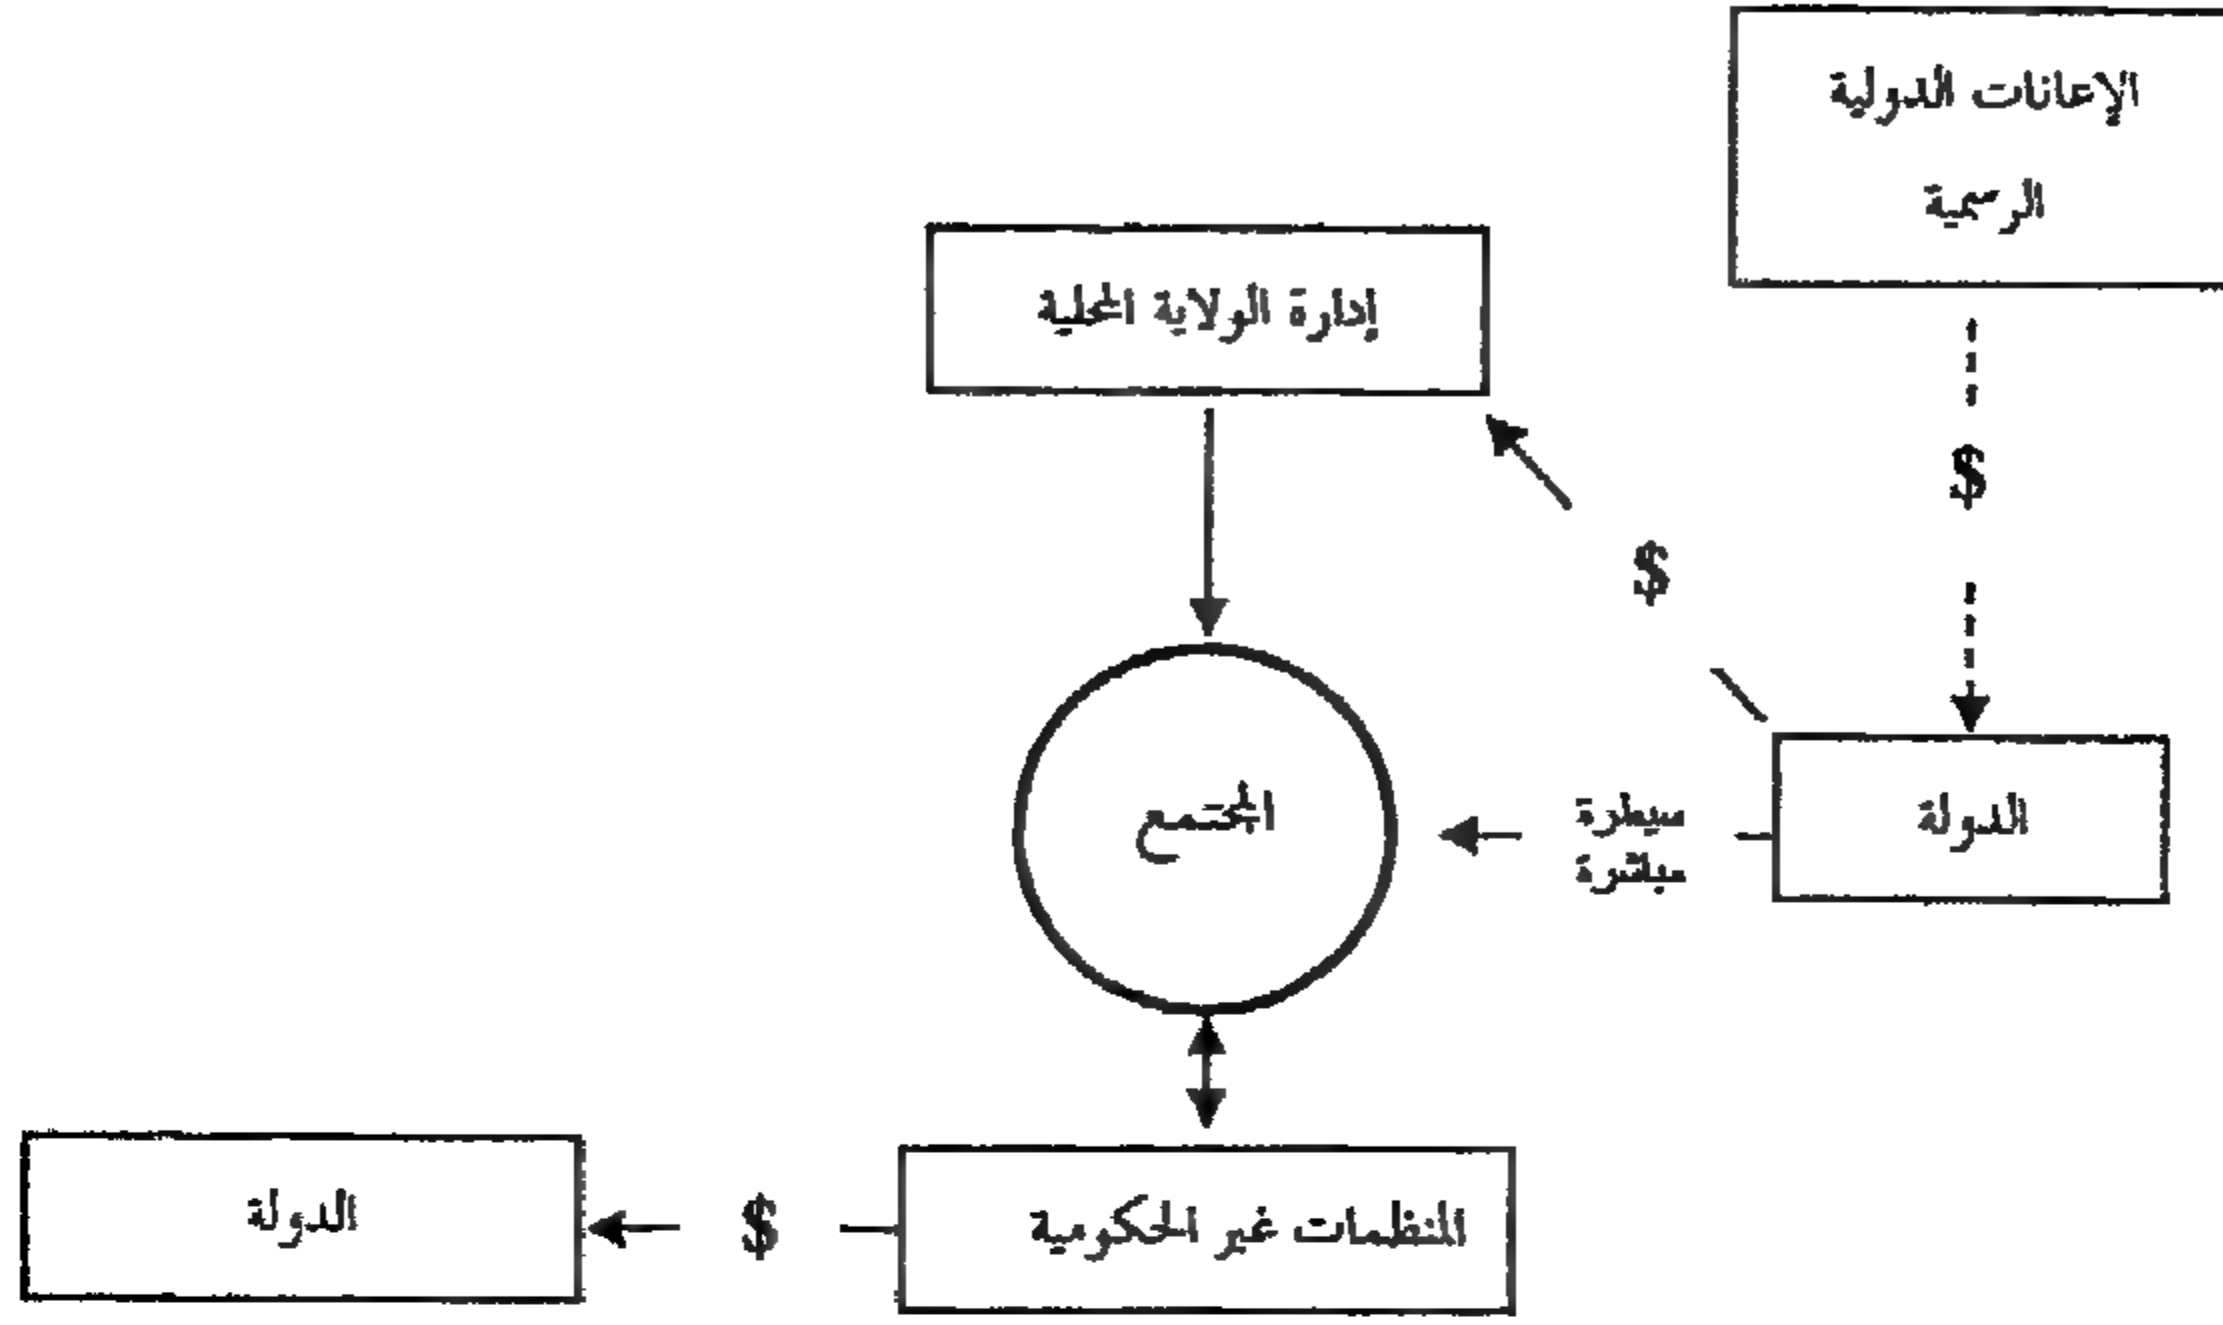 الإعانات الدولية
الرسمية
إدارة الولاية المحلية
$
$
المجتمع
سيطرة
مباشرة
الدولة
المنظمات غير الحكومية
$
الدولة